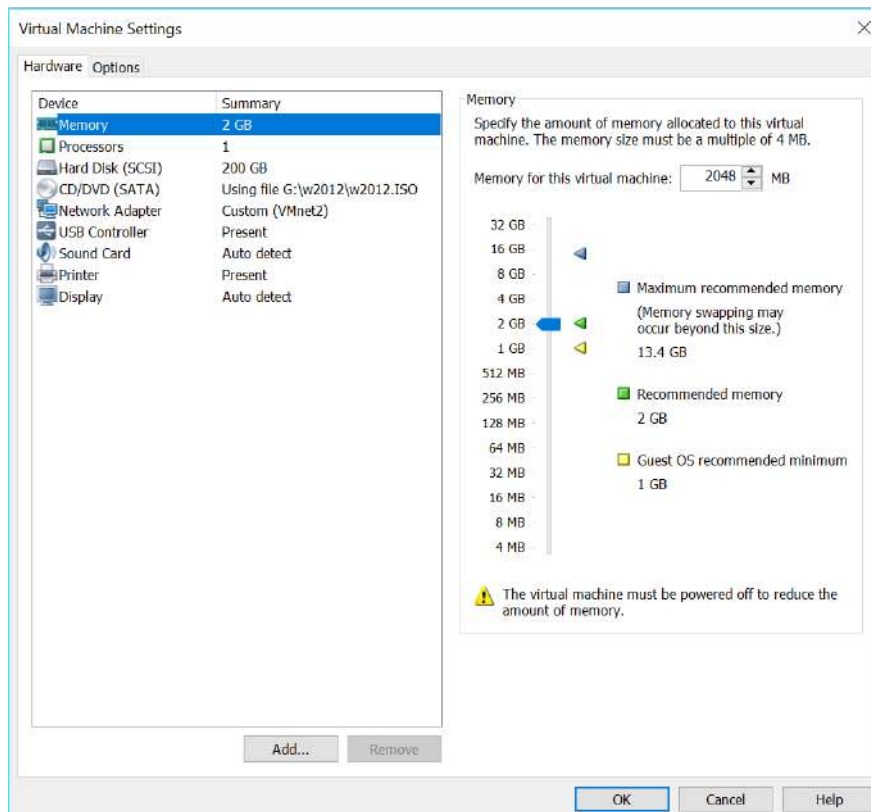 Virtual Machine Settings
Hardware Options
Device Summary
Memory 2 GB
Processors 1
Hard Disk (SCSI) 200 GB
CD/DVD (SATA) Using file G:\w2012\w2012.ISO
Network Adapter Custom (VMnet2)
USB Controller Present
Sound Card Auto detect
Printer Present
Display Auto detect
Add... Remove
Memory
Specify the amount of memory allocated to this virtual
machine. The memory size must be a multiple of 4 MB.
Memory for this virtual machine: 2048 MB
32 GB
16 GB
8 GB
4 GB
2 GB
1 GB
512 MB
256 MB
128 MB
64 MB
32 MB
16 MB
8 MB
4 MB
Maximum recommended memory
(Memory swapping may
occur beyond this size.)
13.4 GB
Recommended memory
2 GB
Guest OS recommended minimum
1 GB
The virtual machine must be powered off to reduce the
amount of memory.
OK Cancel Help